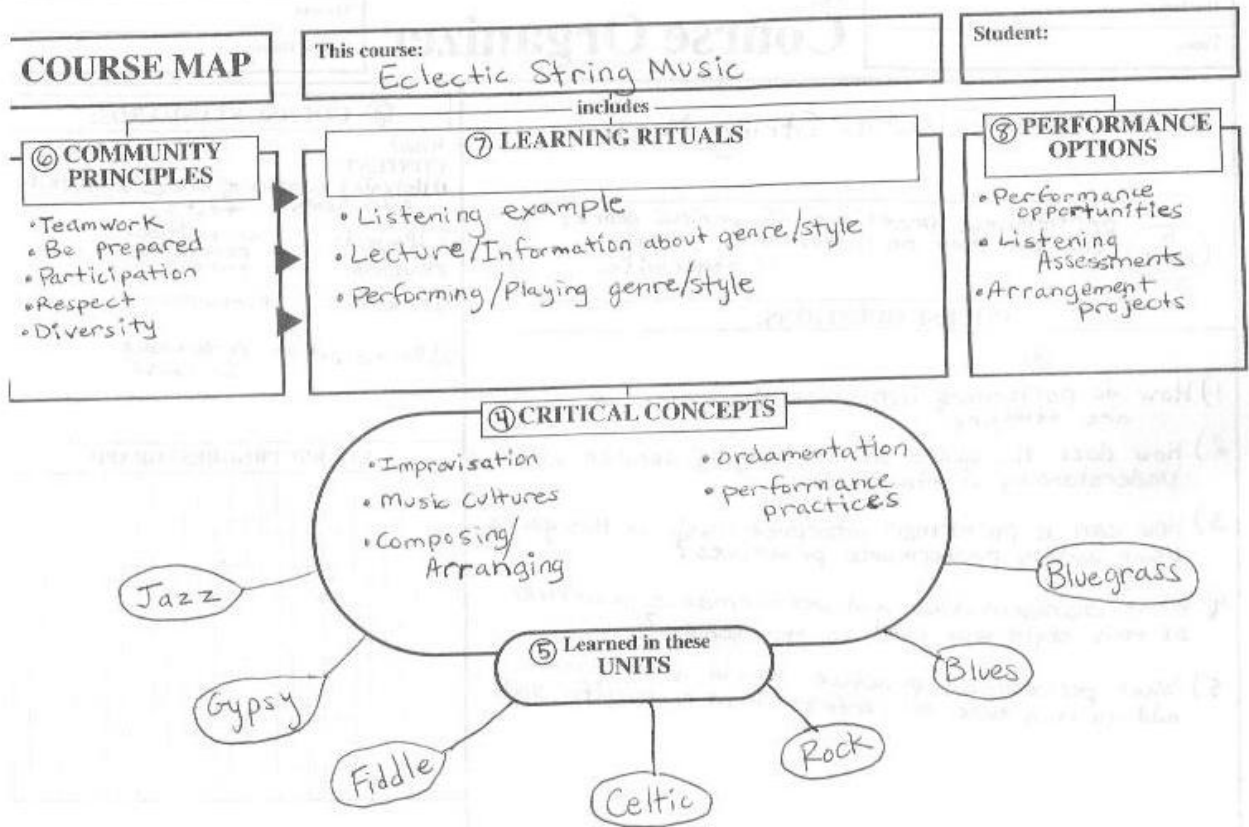 COURSE MAP
This course:
Eclectic String Music
Student:
includes
⑥ COMMUNITY
PRINCIPLES
• Teamwork
• Be prepared
• Participation
• Respect
• Diversity
⑦ LEARNING RITUALS
• Listening example
• Lecture/Information about genre/style
• Performing/Playing genre/style
⑧ PERFORMANCE
OPTIONS
• Performance
opportunities
• Listening
Assessments
• Arrangement
projects
④ CRITICAL CONCEPTS
• Improvisation
• Music Cultures
• Composing/
Arranging
• ordamentation
• performance
practices
⑤ Learned in these
UNITS
Jazz
Gypsy
Fiddle
Celtic
Rock
Blues
Bluegrass